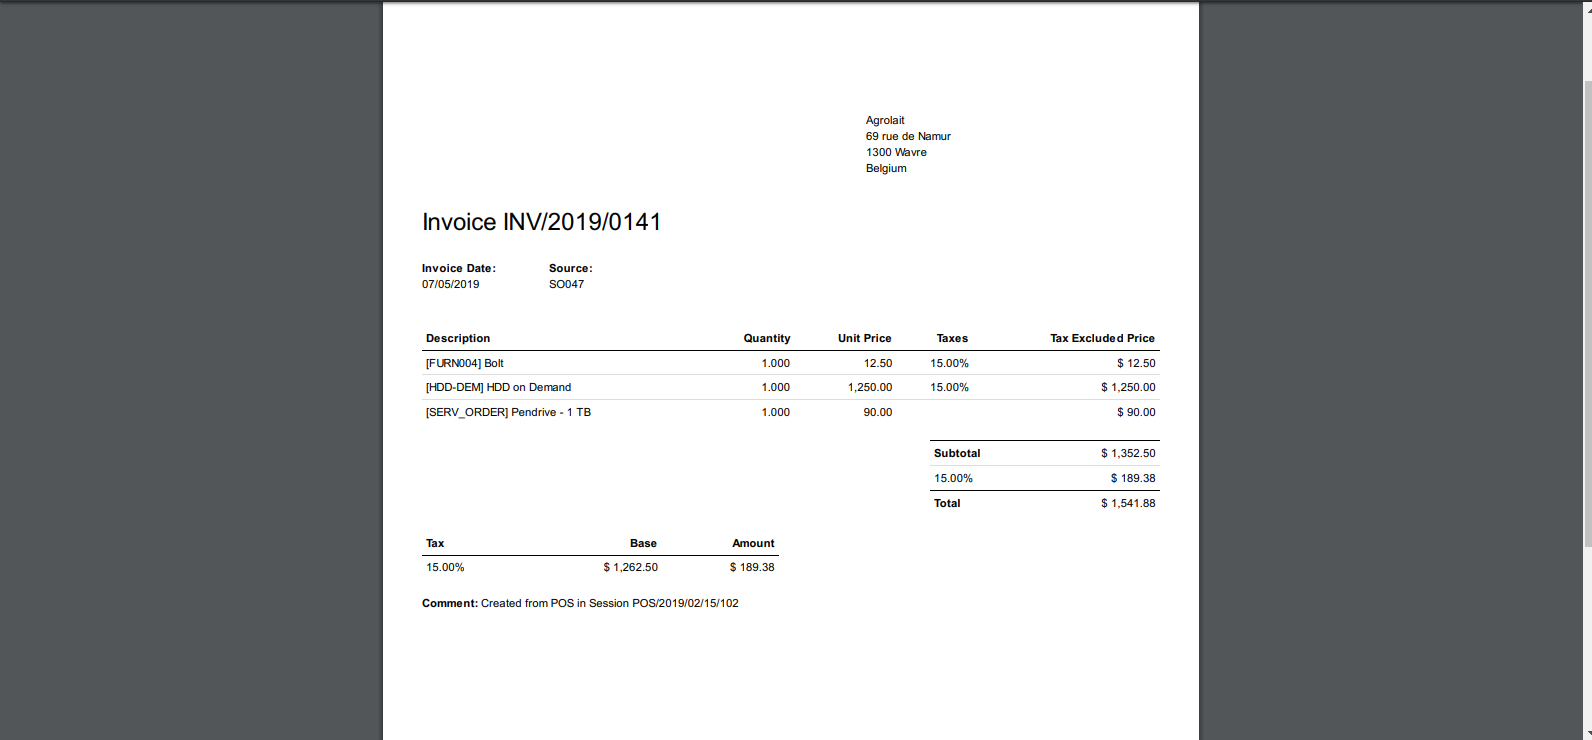 Agrolait
69 rue de Namur
1300 Wavre
Belgium
Invoice INV/2019/0141
Invoice Date: Source:
07/05/2019 SO047
Description Quantity Unit Price Taxes Tax Excluded Price
[FURN004] Bolt 1.000 12.50 15.00% $ 12.50
[HDD-DEM] HDD on Demand 1.000 1,250.00 15.00% $ 1,250.00
[SERV_ORDER] Pendrive - 1 TB 1.000 90.00 $ 90.00
Subtotal $ 1,352.50
15.00% $ 189.38
Total $ 1,541.88
Tax Base Amount
15.00% $ 1,262.50 $ 189.38
Comment: Created from POS in Session POS/2019/02/15/102